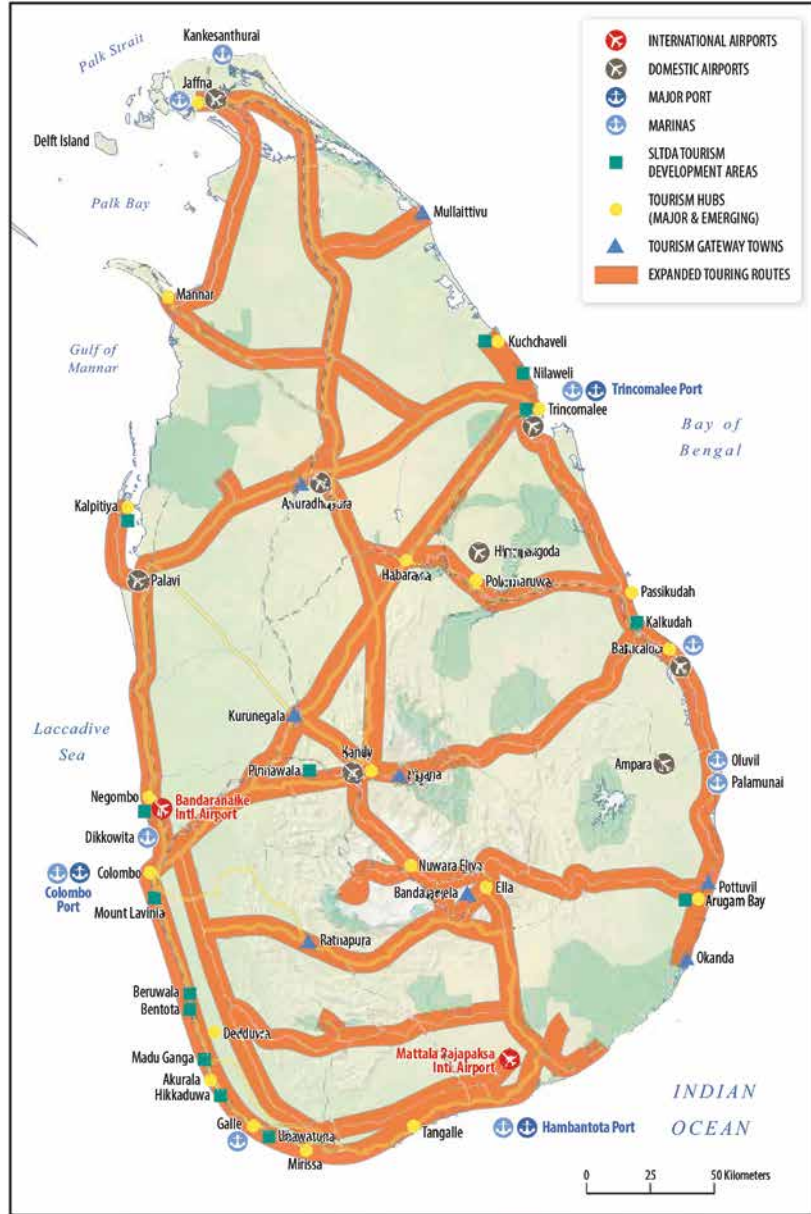 Kankesanthurai
Palk Strait
Jaffna
Delft Island
Palk Bay
Mullaittivu
Mannar
Gulf of
Mannar
Kuchchaveli
Nilaweli
Trincomalee Port
Trincomalee
Bay of
Bengal
Kalpitiya
Anuradhapura
Palavi
Habarana
Hingurakgoda
Polonnaruwa
Passikudah
Kalkudah
Batticaloa
Laccadive
Sea
Kurunegala
Pinnawala
Kandy
Digana
Ampara
Oluvil
Palamunai
Negombo
Bandaranaike
Intl. Airport
Dikkowita
Colombo
Colombo
Port
Mount Lavinia
Nuwara Eliya
Bandarawela
Ella
Pottuvil
Arugam Bay
Ratnapura
Okanda
Beruwala
Bentota
Dedduwa
Madu Ganga
Mattala Rajapaksa
Intl. Airport
Akurala
Hikkaduwa
Galle
Unawatuna
Mirissa
Tangalle
Hambantota Port
INDIAN
OCEAN
0 25 50 Kilometers
INTERNATIONAL AIRPORTS
DOMESTIC AIRPORTS
MAJOR PORT
MARINAS
SLTDA TOURISM
DEVELOPMENT AREAS
TOURISM HUBS
(MAJOR & EMERGING)
TOURISM GATEWAY TOWNS
EXPANDED TOURING ROUTES